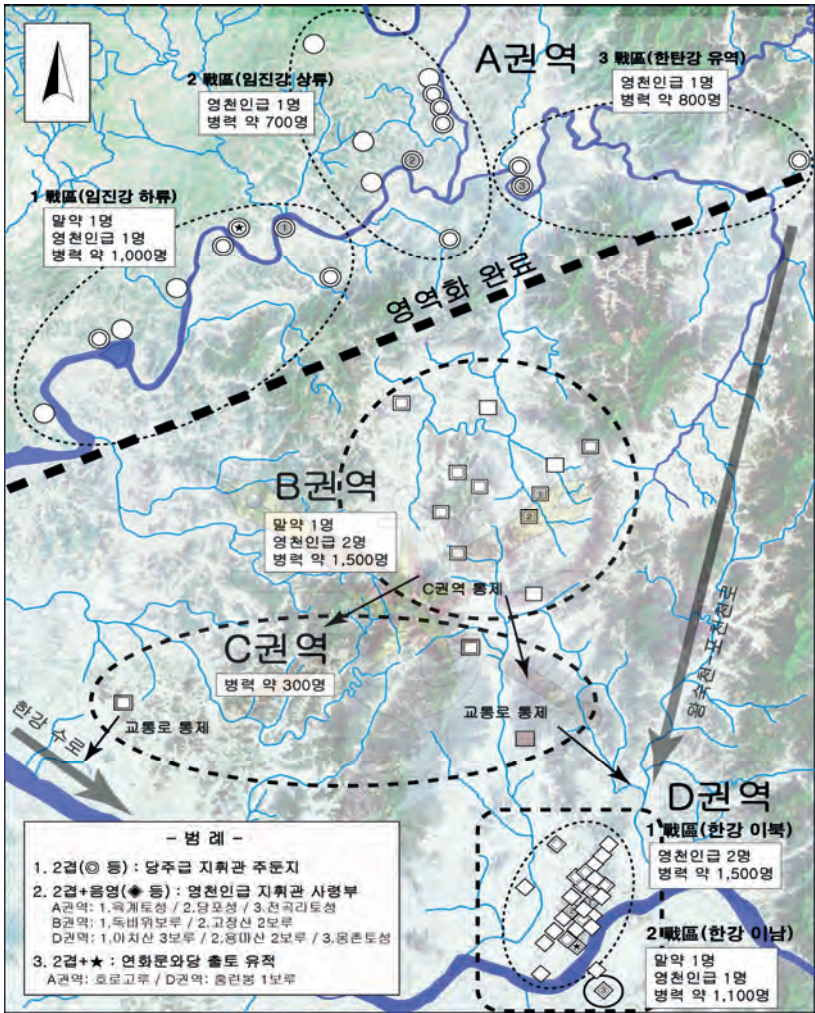 A권역
2 戰區(임진강 상류)
영천인급 1명
병력 약 700명
3 戰區(한탄강 유역)
영천인급 1명
병력 약 800명
1 戰區(임진강 하류)
말약 1명
영천인급 1명
병력 약 1,000명
2
3
★
1
영역화 완료
B권역
말약 1명
영천인급 2명
병력 약 1,500명
1
2
C권역 통제
C권역
병력 약 300명
교통로 통제
교통로 통제
한강 수로
왕숙천-포천천로
D권역
1 戰區(한강 이북)
영천인급 2명
병력 약 1,500명
2 戰區(한강 이남)
말약 1명
영천인급 1명
병력 약 1,100명
★
3
- 범 례 -
1. 2겹(◎ 등) : 당주급 지휘관 주둔지
2. 2겹+음영(◈ 등) : 영천인급 지휘관 사령부
A권역: 1.육계토성 / 2.당포성 / 3.전곡리토성
B권역: 1.독바위보루 / 2.고장산 2보루
D권역: 1.아차산 3보루 / 2.용마산 2보루 / 3.몽촌토성
3. 2겹+★ : 연화문와당 출토 유적
A권역: 호로고루 / D권역: 홍련봉 1보루